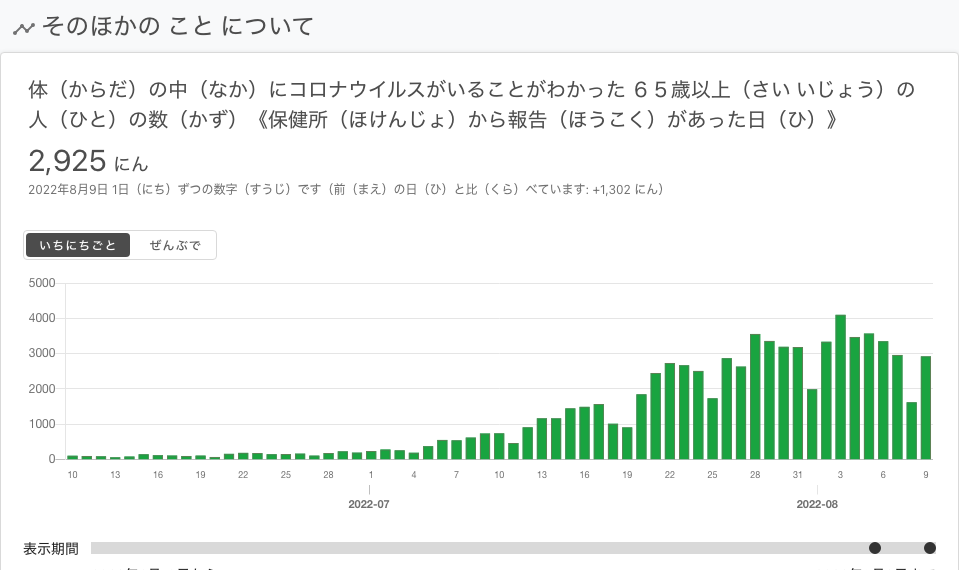 そのほかの こと について
体（からだ）の中（なか）にコロナウイルスがいることがわかった ６５歳以上（さい いじょう）の
人（ひと）の数（かず）《保健所（ほけんじょ）から報告（ほうこく）があった日（ひ）》
2,925 にん
2022年8月9日 1日（にち）ずつの数字（すうじ）です（前（まえ）の日（ひ）と比（くら）べています: +1,302 にん）
いちにちごと ぜんぶで
5000
4000
3000
2000
1000
0
10 13 16 19 22 25 28 1 4 7 10 13 16 19 22 25 28 31 3 6 9
2022-07 2022-08
表示期間